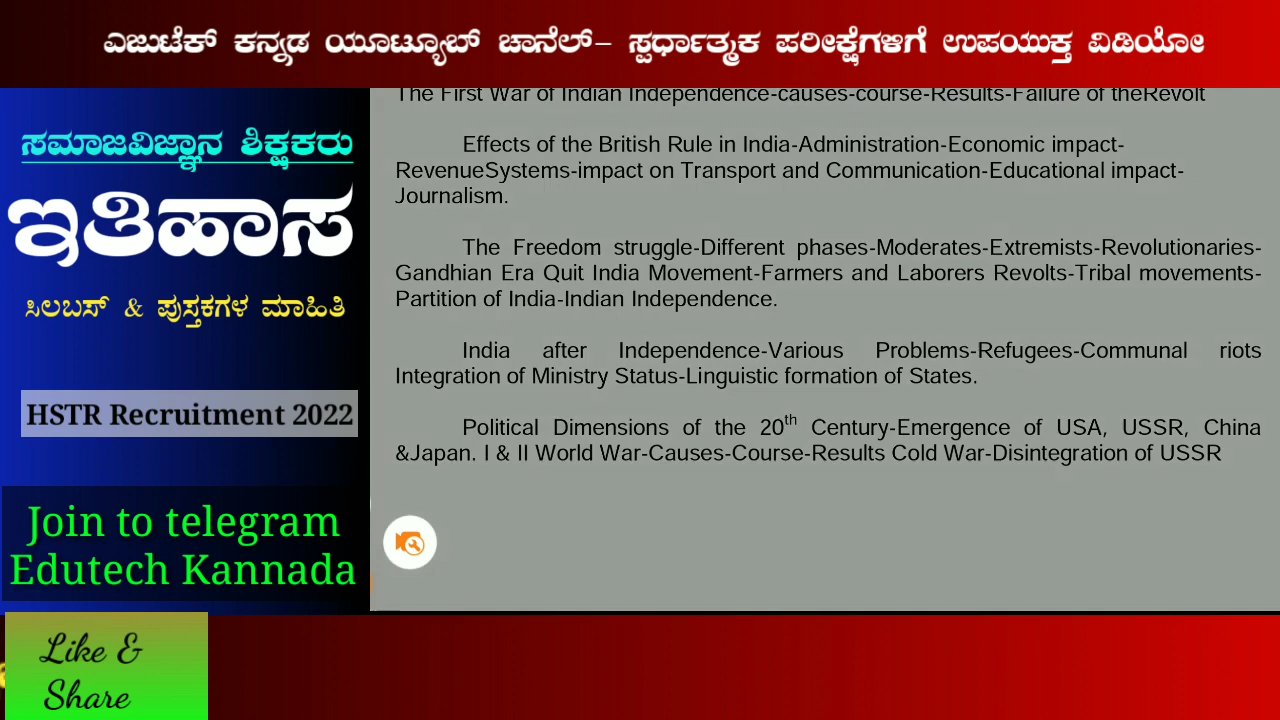 ಎಜುಟೆಕ್ ಕನ್ನಡ ಯೂಟ್ಯೂಬ್ ಚಾನೆಲ್– ಸ್ಪರ್ಧಾತ್ಮಕ ಪರೀಕ್ಷೆಗಳಿಗೆ ಉಪಯುಕ್ತ ವಿಡಿಯೋ
ಸಮಾಜವಿಜ್ಞಾನ ಶಿಕ್ಷಕರು
ಇತಿಹಾಸ
ಸಿಲಬಸ್ & ಪುಸ್ತಕಗಳ ಮಾಹಿತಿ
HSTR Recruitment 2022
Join to telegram
Edutech Kannada
Like &
Share
The First War of Indian Independence-causes-course-Results-Failure of theRevolt
Effects of the British Rule in India-Administration-Economic impact-
RevenueSystems-impact on Transport and Communication-Educational impact-
Journalism.
The Freedom struggle-Different phases-Moderates-Extremists-Revolutionaries-
Gandhian Era Quit India Movement-Farmers and Laborers Revolts-Tribal movements-
Partition of India-Indian Independence.
India after Independence-Various Problems-Refugees-Communal riots
Integration of Ministry Status-Linguistic formation of States.
Political Dimensions of the 20th Century-Emergence of USA, USSR, China
&Japan. I & II World War-Causes-Course-Results Cold War-Disintegration of USSR